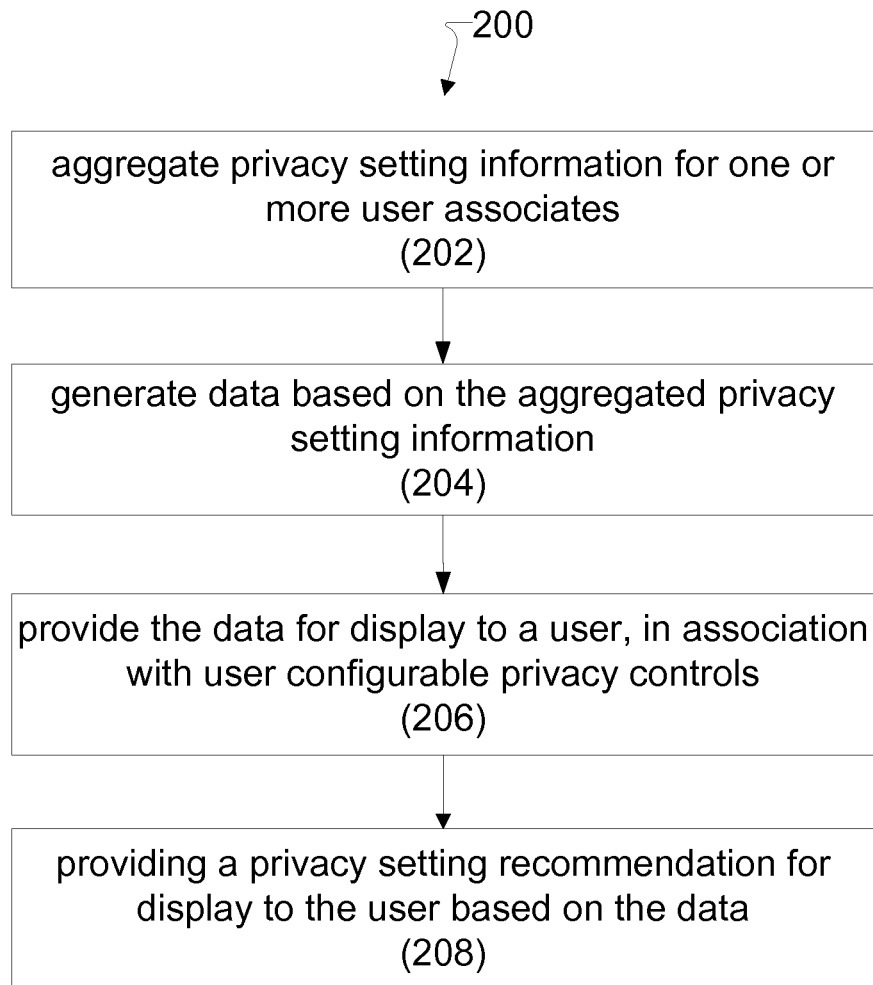 200
aggregate privacy setting information for one or
more user associates
(202)
generate data based on the aggregated privacy
setting information
(204)
provide the data for display to a user, in association
with user configurable privacy controls
(206)
providing a privacy setting recommendation for
display to the user based on the data
(208)